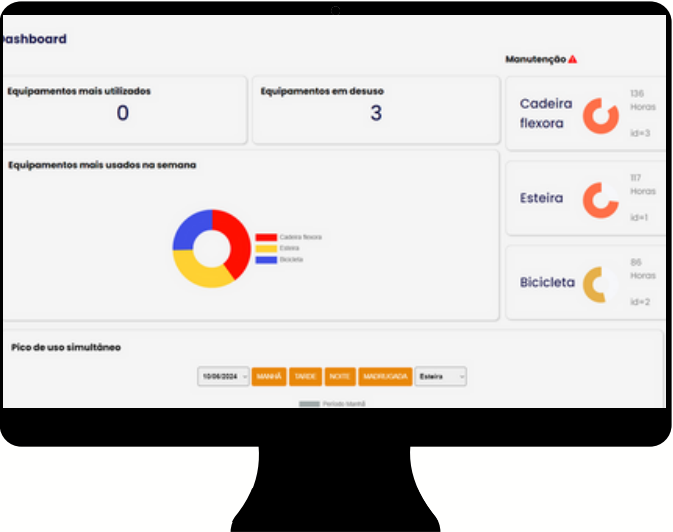 Dashboard
Manutenção
Equipamentos mais utilizados
0
Equipamentos em desuso
3
Cadeira
flexora
136
Horas
id=3
Equipamentos mais usados na semana
Cadeira flexora
Esteira
Bicicleta
Esteira
117
Horas
id=1
Bicicleta
86
Horas
id=2
Pico de uso simultâneo
10/06/2024
MANHÃ
TARDE
NOITE
MADRUGADA
Esteira
Período Manhã